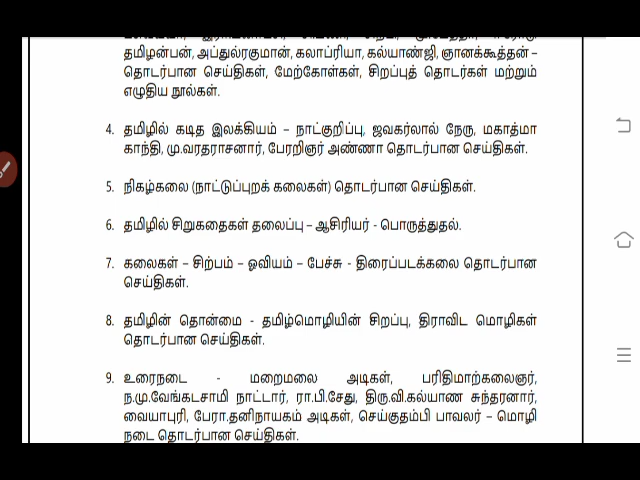 தமிழன்பன், அப்துல்ரகுமான், கலாப்ரியா, கல்யாண்ஜி, ஞானக்கூத்தன் –
தொடர்பான செய்திகள், மேற்கோள்கள், சிறப்புத் தொடர்கள் மற்றும்
எழுதிய நூல்கள்.
4. தமிழில் கடித இலக்கியம் – நாட்குறிப்பு, ஜவகர்லால் நேரு, மகாத்மா
காந்தி, மு.வரதராசனார், பேரறிஞர் அண்ணா தொடர்பான செய்திகள்.
5. நிகழ்கலை (நாட்டுப்புறக் கலைகள்) தொடர்பான செய்திகள்.
6. தமிழில் சிறுகதைகள் தலைப்பு – ஆசிரியர் - பொருத்துதல்.
7. கலைகள் – சிற்பம் – ஓவியம் – பேச்சு - திரைப்படக்கலை தொடர்பான
செய்திகள்.
8. தமிழின் தொன்மை - தமிழ்மொழியின் சிறப்பு, திராவிட மொழிகள்
தொடர்பான செய்திகள்.
9. உரைநடை - மறைமலை அடிகள், பரிதிமாற்கலைஞர்,
ந.மு.வேங்கடசாமி நாட்டார், ரா.பி.சேது, திரு.வி.கல்யாண சுந்தரனார்,
வையாபுரி, பேரா.தனிநாயகம் அடிகள், செய்குதம்பி பாவலர் – மொழி
நடை தொடர்பான செய்திகள்.